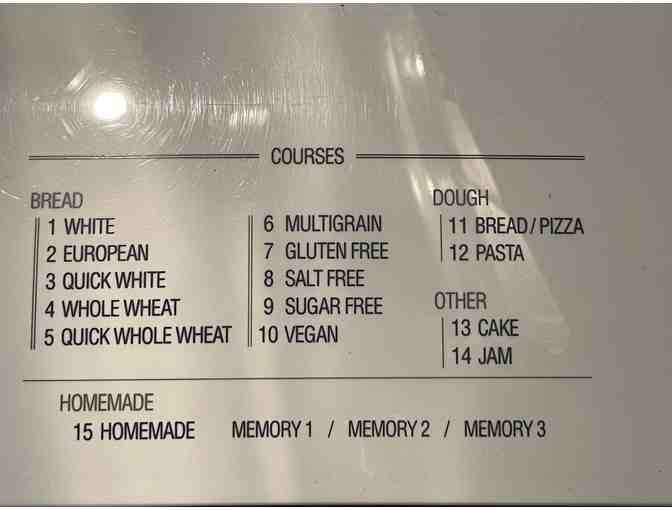 COURSES
BREAD
1 WHITE
2 EUROPEAN
3 QUICK WHITE
4 WHOLE WHEAT
5 QUICK WHOLE WHEAT
6 MULTIGRAIN
7 GLUTEN FREE
8 SALT FREE
9 SUGAR FREE
10 VEGAN
DOUGH
11 BREAD / PIZZA
12 PASTA
OTHER
13 CAKE
14 JAM
HOMEMADE
15 HOMEMADE MEMORY 1 / MEMORY 2 / MEMORY 3